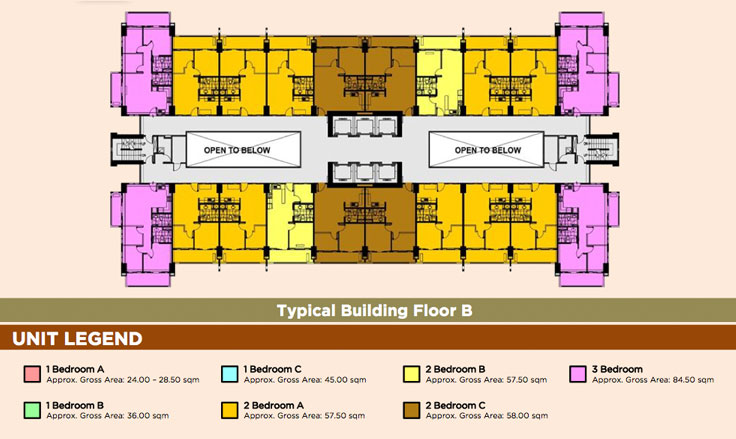 OPEN TO BELOW
OPEN TO BELOW
Typical Building Floor B
UNIT LEGEND
1 Bedroom A
Approx. Gross Area: 24.00 – 28.50 sqm
1 Bedroom C
Approx. Gross Area: 45.00 sqm
2 Bedroom B
Approx. Gross Area: 57.50 sqm
3 Bedroom
Approx. Gross Area: 84.50 sqm
1 Bedroom B
Approx. Gross Area: 36.00 sqm
2 Bedroom A
Approx. Gross Area: 57.50 sqm
2 Bedroom C
Approx. Gross Area: 58.00 sqm